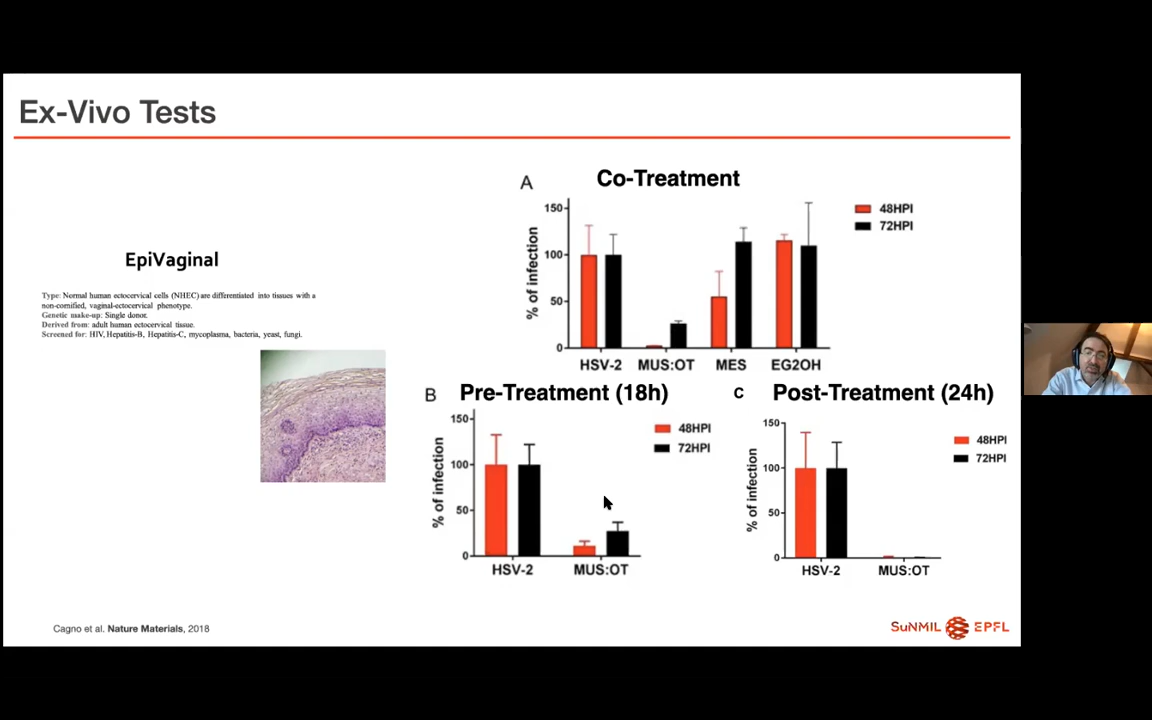 Ex-Vivo Tests
EpiVaginal
Type: Normal human ectocervical cells (NHEC) are differentiated into tissues with a
non-cornified, vaginal-ectocervical phenotype.
Genetic make-up: Single donor.
Derived from: adult human ectocervical tissue.
Screened for: HIV, Hepatitis-B, Hepatitis-C, mycoplasma, bacteria, yeast, fungi.
A
Co-Treatment
% of infection
150
100
50
0
HSV-2 MUS:OT MES EG2OH
48HPI
72HPI
B
Pre-Treatment (18h)
% of infection
150
100
50
0
HSV-2 MUS:OT
48HPI
72HPI
C
Post-Treatment (24h)
% of infection
150
100
50
0
HSV-2 MUS:OT
48HPI
72HPI
Cagno et al. Nature Materials, 2018
SuNMIL EPFL